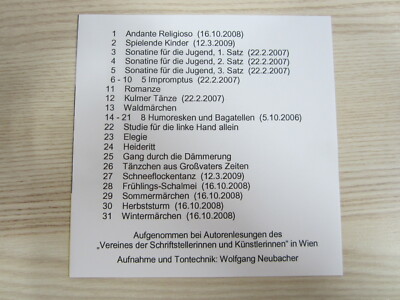 1 Andante Religioso (16.10.2008)
2 Spielende Kinder (12.3.2009)
3 Sonatine für die Jugend, 1. Satz (22.2.2007)
4 Sonatine für die Jugend, 2. Satz (22.2.2007)
5 Sonatine für die Jugend, 3. Satz (22.2.2007)
6 - 10 5 Impromptus (22.2.2007)
11 Romanze
12 Kulmer Tänze (22.2.2007)
13 Waldmärchen
14 - 21 8 Humoresken und Bagatellen (5.10.2006)
22 Studie für die linke Hand allein
23 Elegie
24 Heideritt
25 Gang durch die Dämmerung
26 Tänzchen aus Großvaters Zeiten
27 Schneeflockentanz (12.3.2009)
28 Frühlings-Schalmei (16.10.2008)
29 Sommermärchen (16.10.2008)
30 Herbststurm (16.10.2008)
31 Wintermärchen (16.10.2008)
Aufgenommen bei Autorenlesungen des
„Vereines der Schriftstellerinnen und Künstlerinnen" in Wien
Aufnahme und Tontechnik: Wolfgang Neubacher